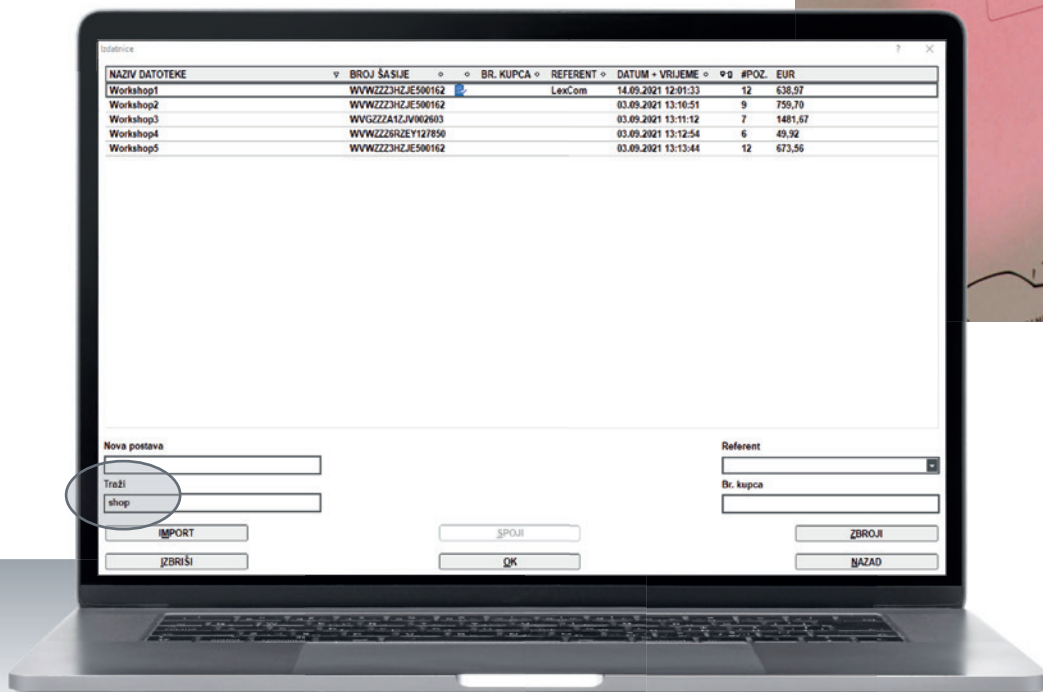 Izdatnice ? ×
NAZIV DATOTEKE BROJ ŠASIJE BR. KUPCA REFERENT DATUM + VRIJEME #POZ. EUR
Workshop1 WVWZZZ3HZJE500162 LexCom 14.09.2021 12:01:33 12 638,97
Workshop2 WVWZZZ3HZJE500162 03.09.2021 13:10:51 9 759,70
Workshop3 WVGZZZA1ZJV002603 03.09.2021 13:11:12 7 1481,67
Workshop4 WVWZZZ6RZEY127850 03.09.2021 13:12:54 6 49,92
Workshop5 WVWZZZ3HZJE500162 03.09.2021 13:13:44 12 673,56
Nova postava Referent
Traži Br. kupca
shop
IMPORT SPOJI ZBROJI
IZBRIŠI OK NAZAD